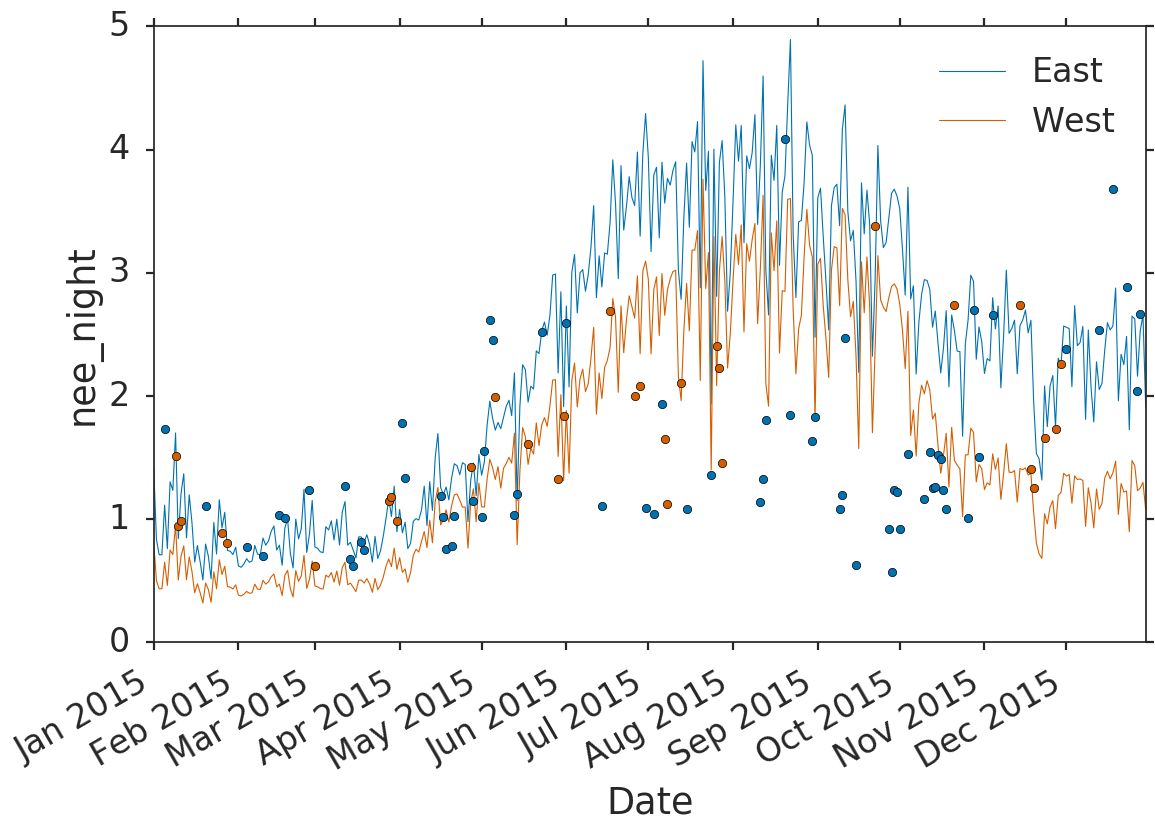 5
4
3
2
1
0
nee_night
East
West
Jan 2015
Feb 2015
Mar 2015
Apr 2015
May 2015
Jun 2015
Jul 2015
Aug 2015
Sep 2015
Oct 2015
Nov 2015
Dec 2015
Date